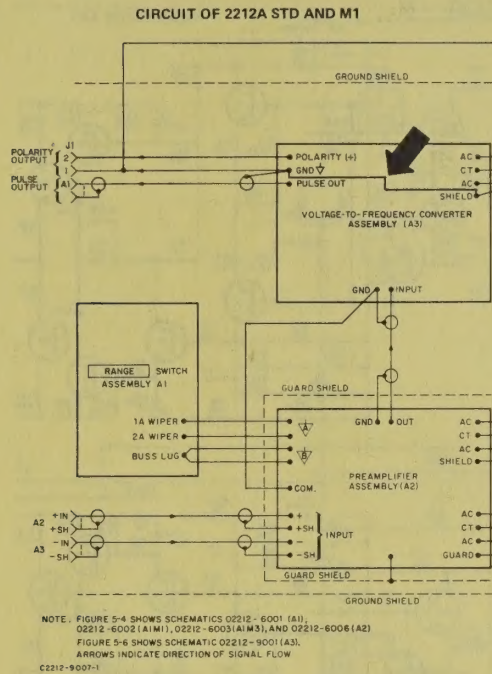 CIRCUIT OF 2212A STD AND M1
GROUND SHIELD
J1
POLARITY OUTPUT
2
1
PULSE OUTPUT
A1
POLARITY (+)
GND
PULSE OUT
AC
CT
AC
SHIELD
VOLTAGE-TO-FREQUENCY CONVERTER
ASSEMBLY (A3)
GND
INPUT
RANGE SWITCH
ASSEMBLY A1
GUARD SHIELD
1A WIPER
2A WIPER
BUSS LUG
A
B
GND
OUT
AC
CT
AC
SHIELD
PREAMPLIFIER
ASSEMBLY (A2)
COM.
A2
+IN
+SH
A3
-IN
-SH
+
+SH
-
-SH
INPUT
AC
CT
AC
GUARD
GUARD SHIELD
GROUND SHIELD
NOTE. FIGURE 5-4 SHOWS SCHEMATICS 02212-6001 (A1),
02212-6002 (A1M1), 02212-6003 (A1M3), AND 02212-6006 (A2)
FIGURE 5-6 SHOWS SCHEMATIC 02212-9001 (A3).
ARROWS INDICATE DIRECTION OF SIGNAL FLOW
C2212-9007-1